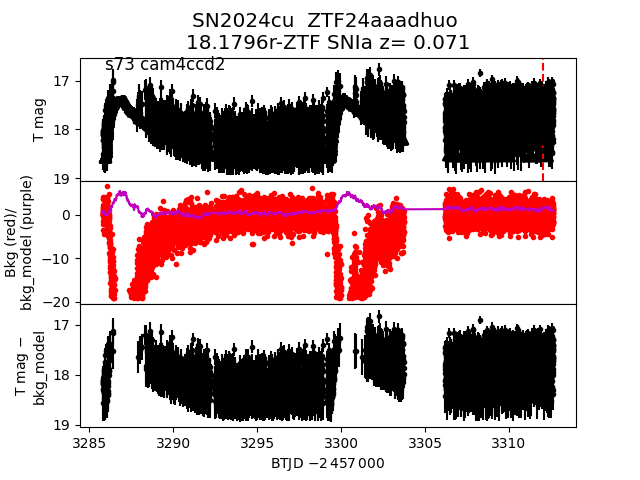 SN2024cu  ZTF24aaadhuo
18.1796r-ZTF SNIa z= 0.071
s73 cam4ccd2
17
18
19
T mag
0
−10
−20
Bkg (red)/
bkg_model (purple)
17
18
19
T mag −
bkg_model
3285
3290
3295
3300
3305
3310
BTJD −2 457 000